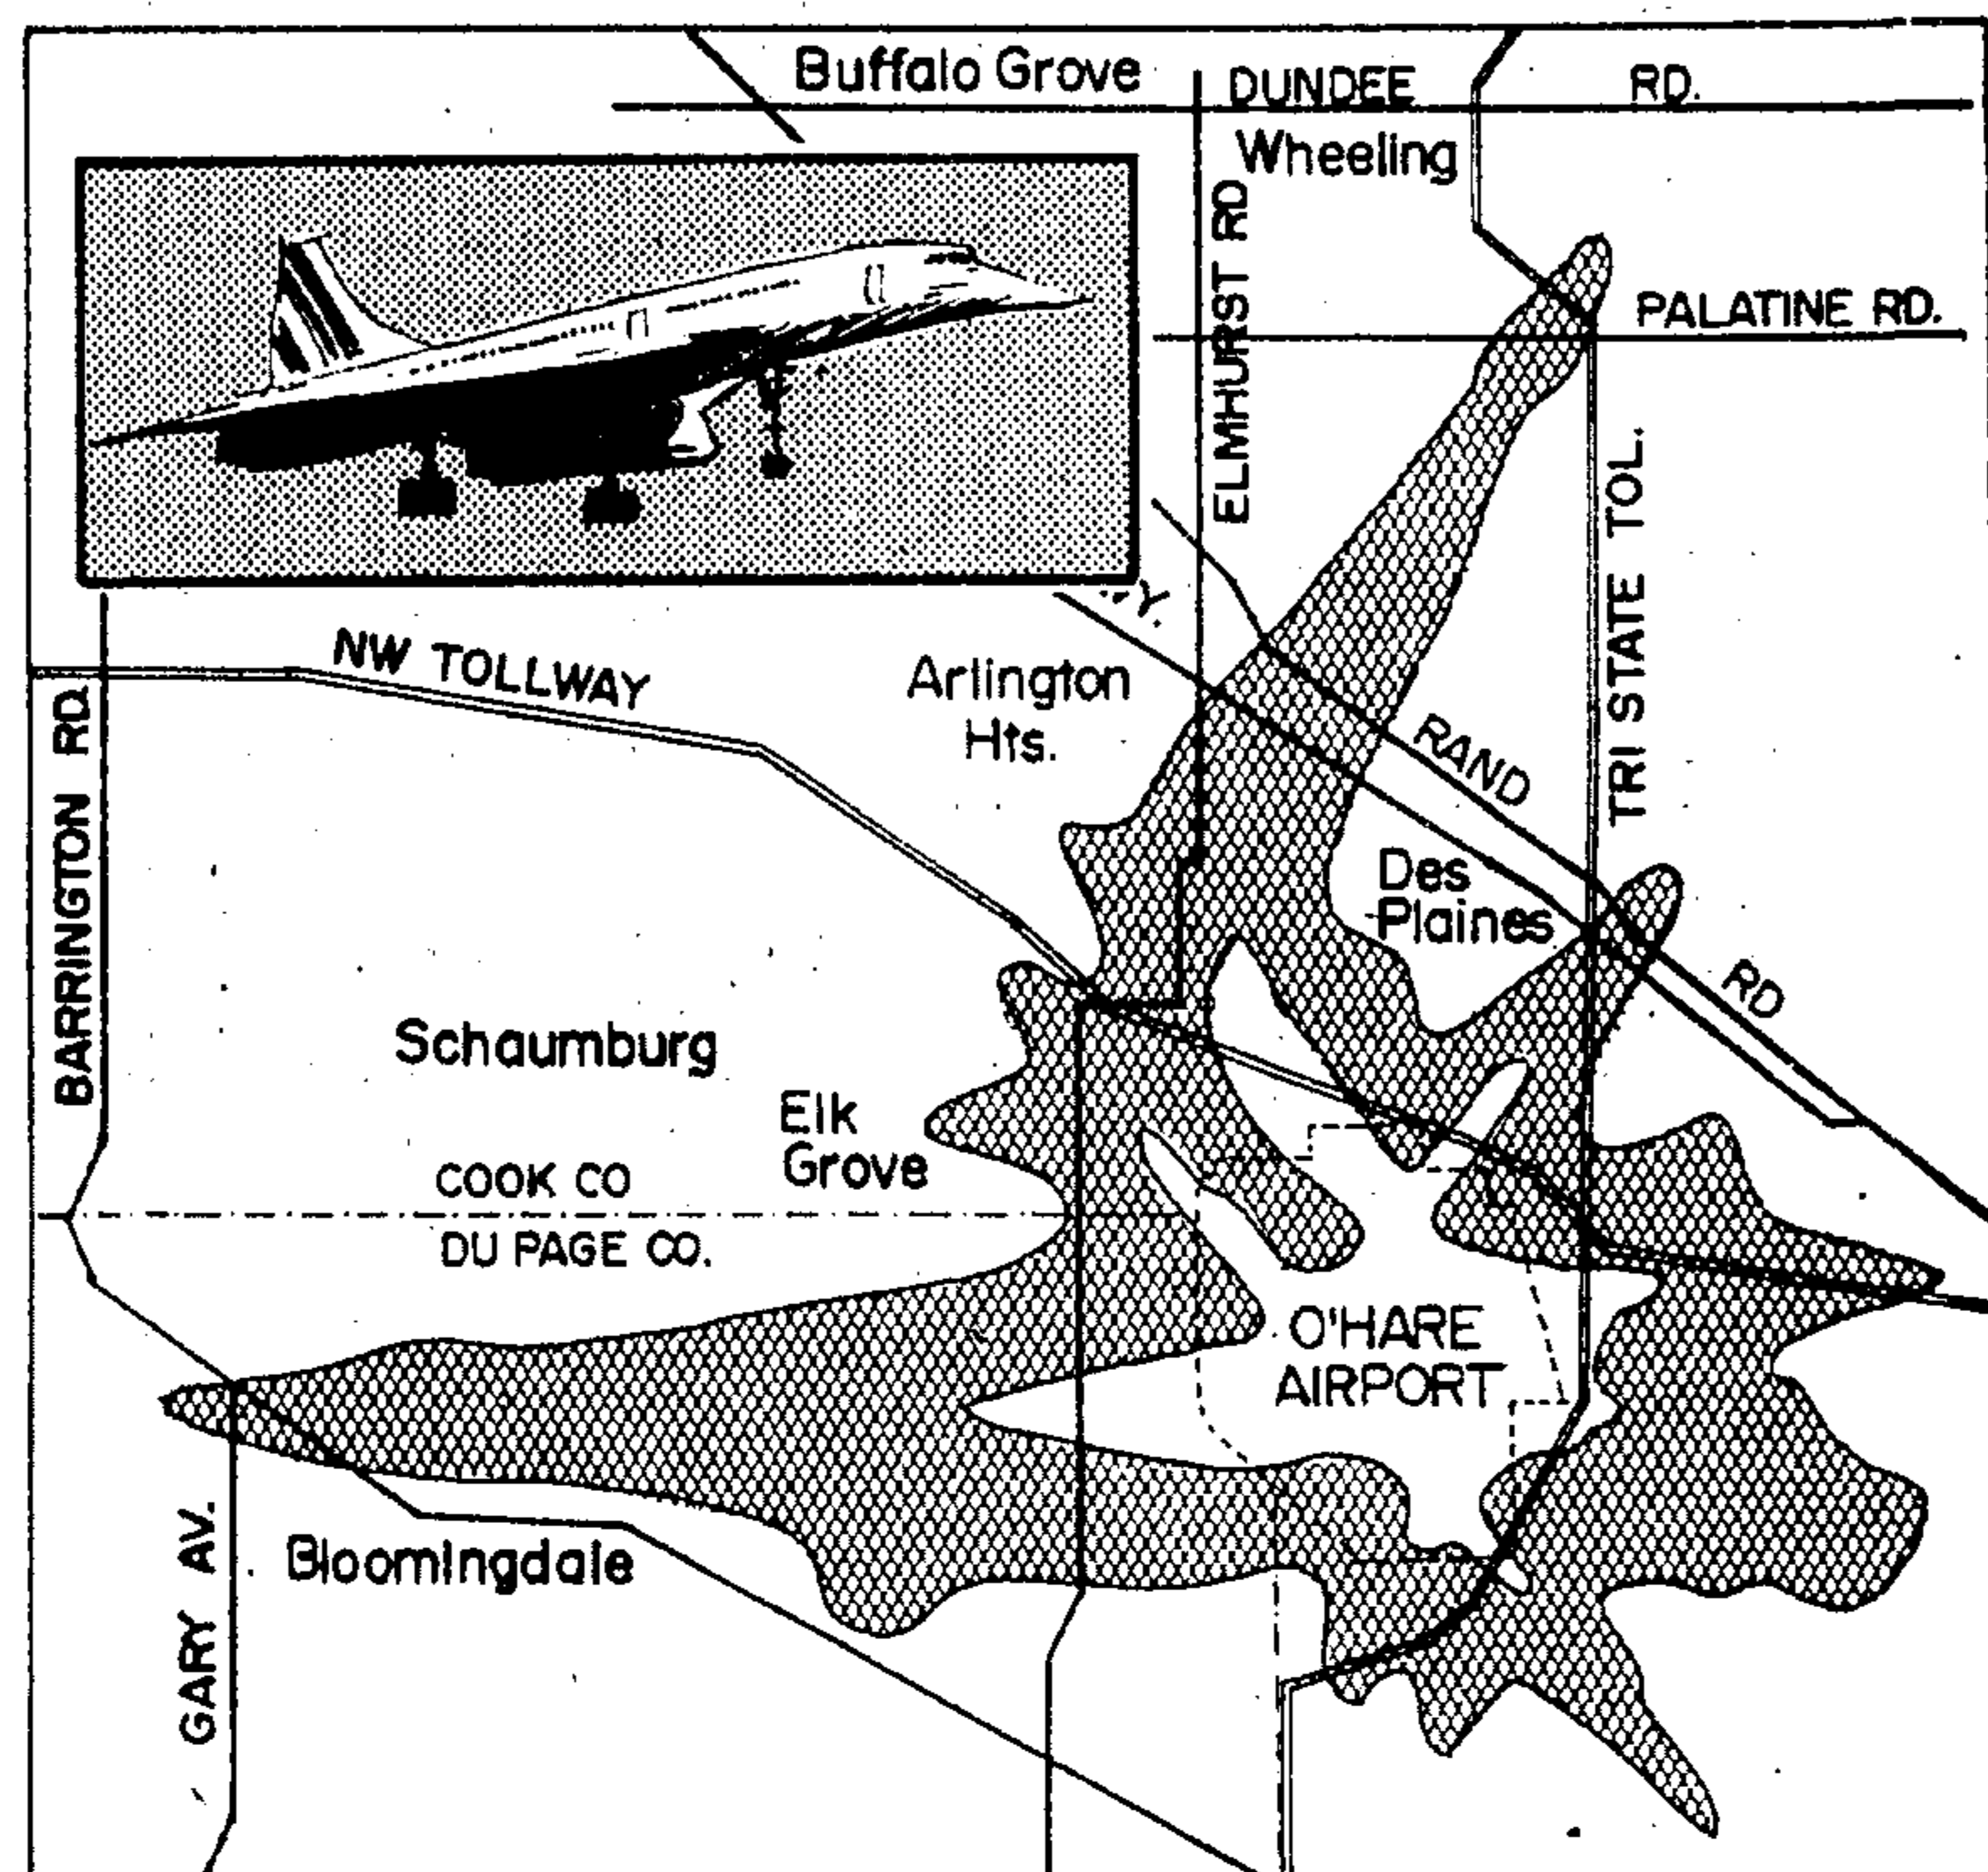 Buffalo Grove
DUNDEE RD.
Wheeling
ELMHURST RD
PALATINE RD.
TRI STATE TOL.
Y.
NW TOLLWAY
Arlington
Hts.
BARRINGTON RD.
RAND RD
Des
Plaines
Schaumburg
Elk
Grove
COOK CO
DU PAGE CO.
O'HARE
AIRPORT
GARY AV.
Bloomingdale